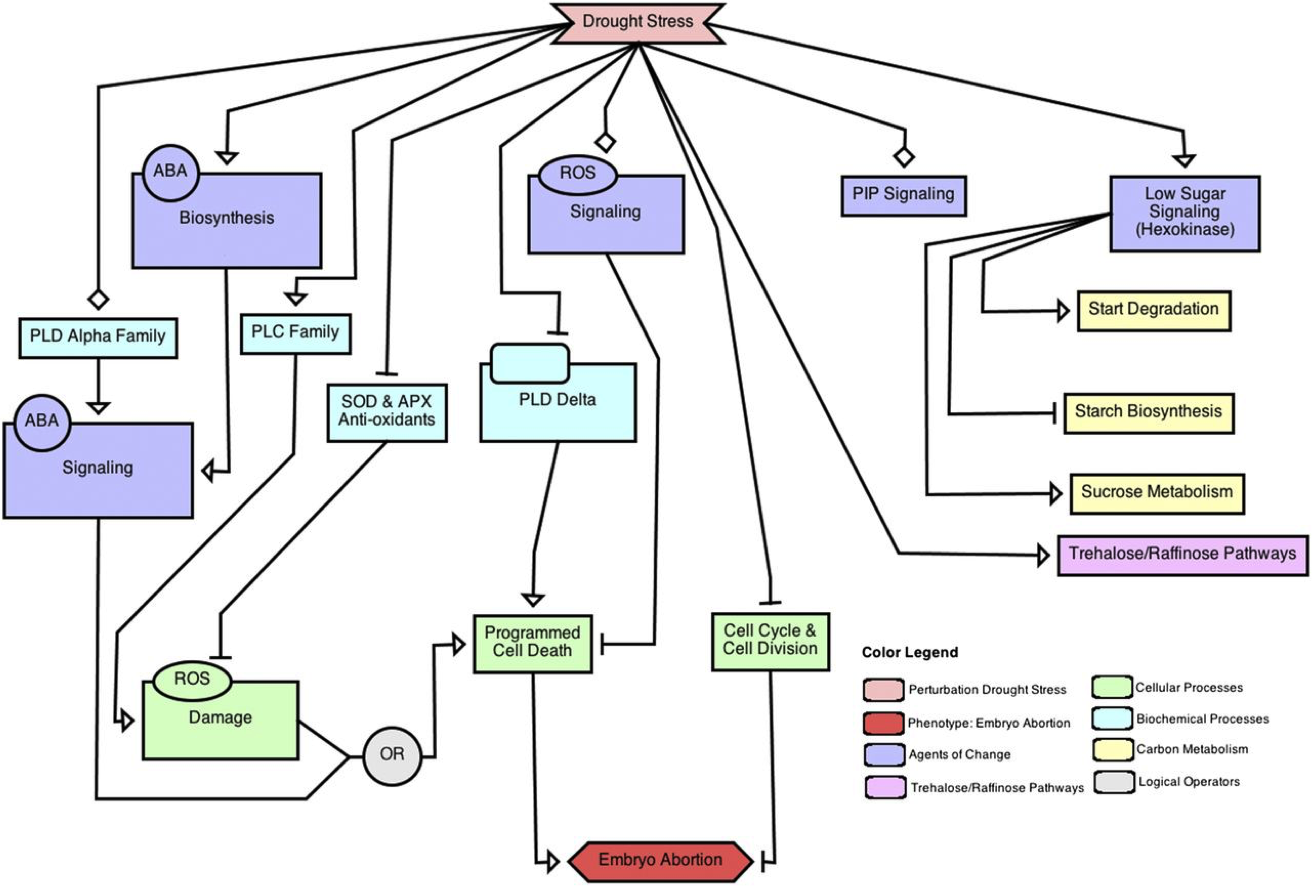 Drought Stress
ABA
Biosynthesis
ROS
Signaling
PIP Signaling
Low Sugar
Signaling
(Hexokinase)
PLD Alpha Family
PLC Family
Start Degradation
SOD & APX
Anti-oxidants
PLD Delta
Starch Biosynthesis
ABA
Signaling
Sucrose Metabolism
Trehalose/Raffinose Pathways
Programmed
Cell Death
Cell Cycle &
Cell Division
ROS
Damage
OR
Embryo Abortion
Color Legend
Perturbation Drought Stress
Phenotype: Embryo Abortion
Agents of Change
Trehalose/Raffinose Pathways
Cellular Processes
Biochemical Processes
Carbon Metabolism
Logical Operators